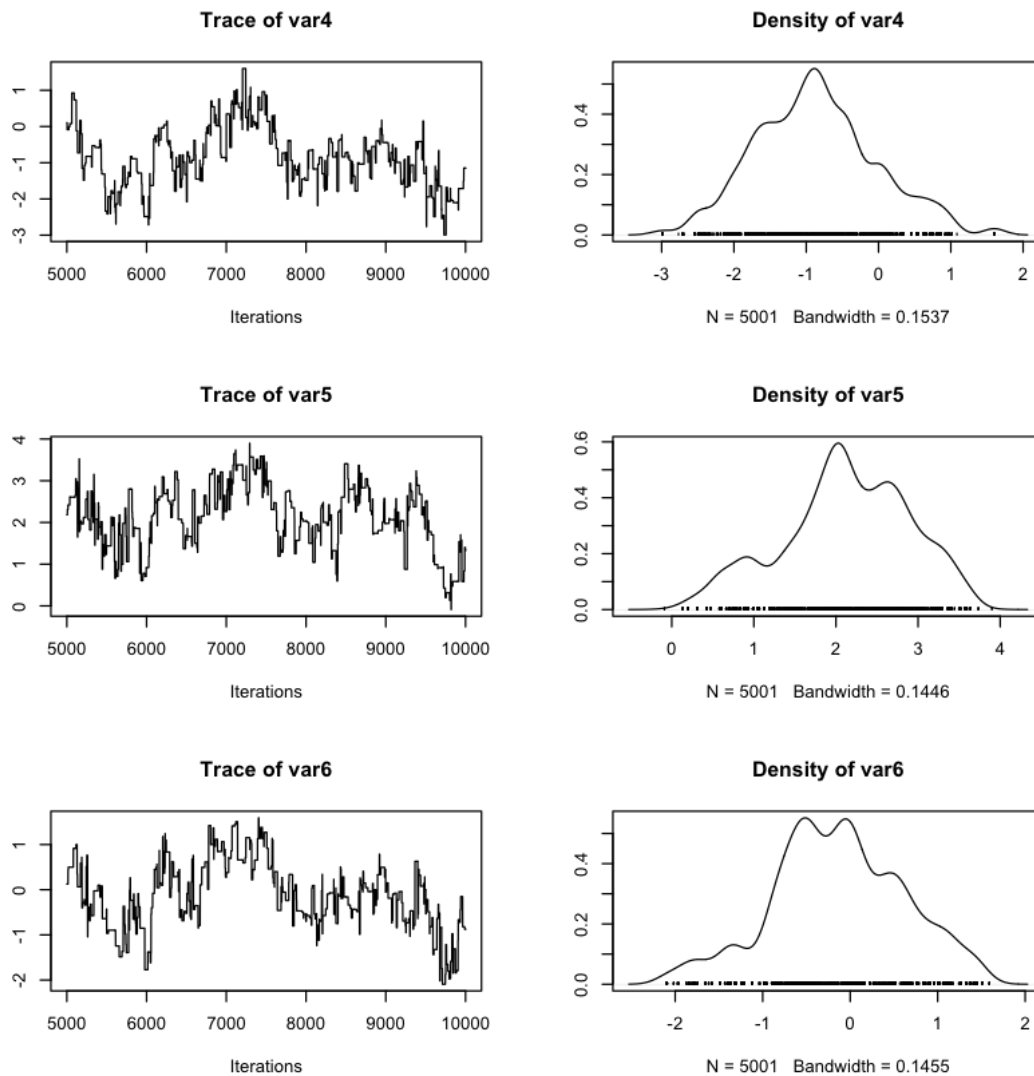 Trace of var4
1
0
-1
-2
-3
5000 6000 7000 8000 9000 10000
Iterations
Density of var4
0.4
0.2
0.0
-3 -2 -1 0 1 2
N = 5001 Bandwidth = 0.1537
Trace of var5
4
3
2
1
0
5000 6000 7000 8000 9000 10000
Iterations
Density of var5
0.6
0.4
0.2
0.0
0 1 2 3 4
N = 5001 Bandwidth = 0.1446
Trace of var6
1
0
-1
-2
5000 6000 7000 8000 9000 10000
Iterations
Density of var6
0.4
0.2
0.0
-2 -1 0 1 2
N = 5001 Bandwidth = 0.1455